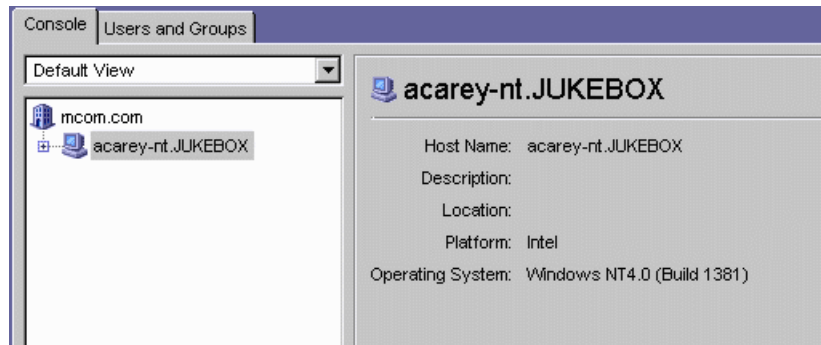 Console
Users and Groups
Default View
mcom.com
acarey-nt.JUKEBOX
acarey-nt.JUKEBOX
Host Name: acarey-nt.JUKEBOX
Description:
Location:
Platform: Intel
Operating System: Windows NT4.0 (Build 1381)